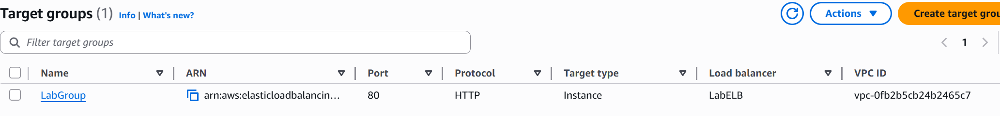 Target groups (1) Info | What's new? Actions Create target grou
Filter target groups 1
Name ARN Port Protocol Target type Load balancer VPC ID
LabGroup arn:aws:elasticloadbalancin... 80 HTTP Instance LabELB vpc-0fb2b5cb24b2465c7